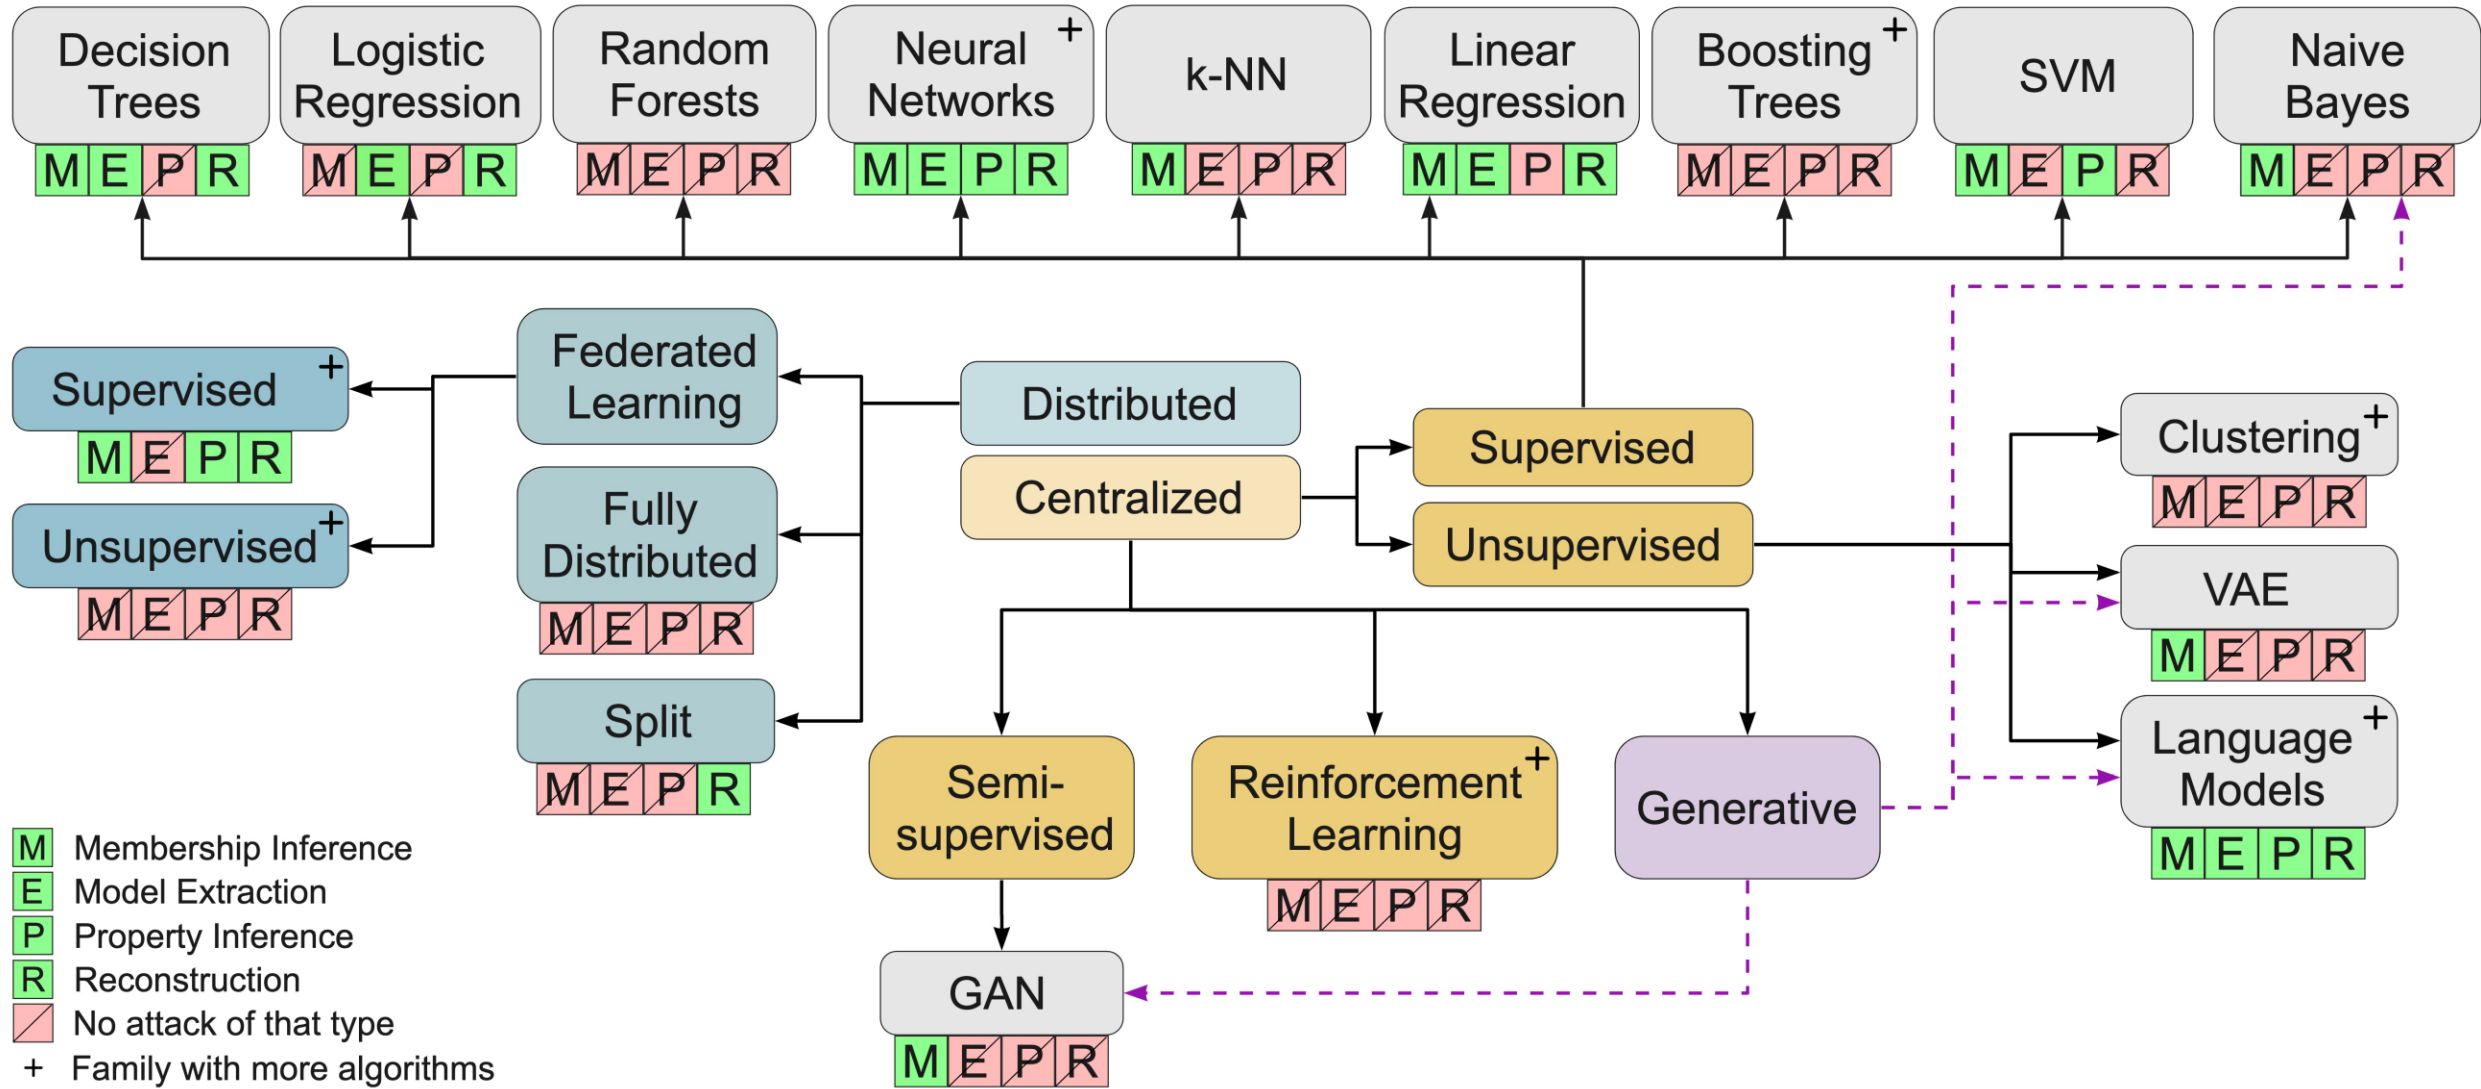 Decision
Trees
M E P R
Logistic
Regression
M E P R
Random
Forests
M E P R
Neural
Networks
+
M E P R
k-NN
M E P R
Linear
Regression
M E P R
Boosting
Trees
+
M E P R
SVM
M E P R
Naive
Bayes
M E P R
Supervised
+
M E P R
Unsupervised
+
M E P R
Federated
Learning
Fully
Distributed
M E P R
Split
M E P R
Distributed
Centralized
Supervised
Unsupervised
Clustering
+
M E P R
VAE
M E P R
Language
Models
+
M E P R
Semi-
supervised
Reinforcement
Learning
+
M E P R
Generative
GAN
M E P R
M Membership Inference
E Model Extraction
P Property Inference
R Reconstruction
No attack of that type
+ Family with more algorithms